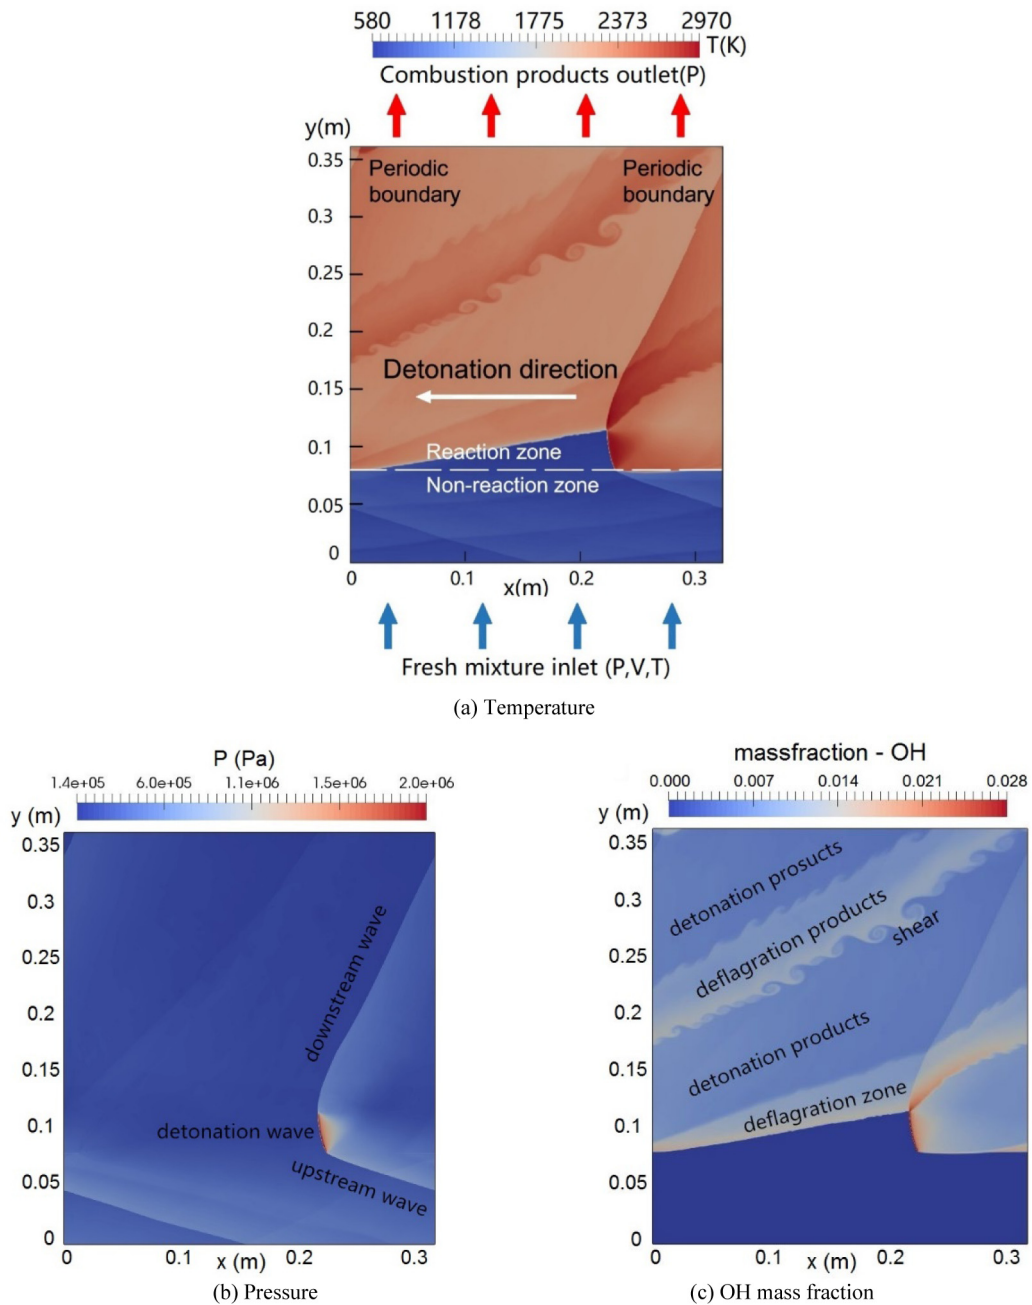 580 1178 1775 2373 2970
T(K)
Combustion products outlet(P)
y(m)
0.35
Periodic boundary
Periodic boundary
0.3
0.25
0.2
Detonation direction
0.15
0.1
Reaction zone
Non-reaction zone
0.05
0
0 0.1 0.2 0.3
x(m)
Fresh mixture inlet (P,V,T)
(a) Temperature
P (Pa)
1.4e+05 6.0e+05 1.1e+06 1.5e+06 2.0e+06
y (m)
0.35
0.3
0.25
0.2
downstream wave
0.15
0.1
detonation wave
upstream wave
0.05
0
0 0.1 0.2 0.3
x (m)
(b) Pressure
massfraction - OH
0.000 0.007 0.014 0.021 0.028
y (m)
0.35
detonation prosucts
0.3
deflagration products
shear
0.25
0.2
detonation products
0.15
deflagration zone
0.1
0.05
0
0 0.1 0.2 0.3
x (m)
(c) OH mass fraction